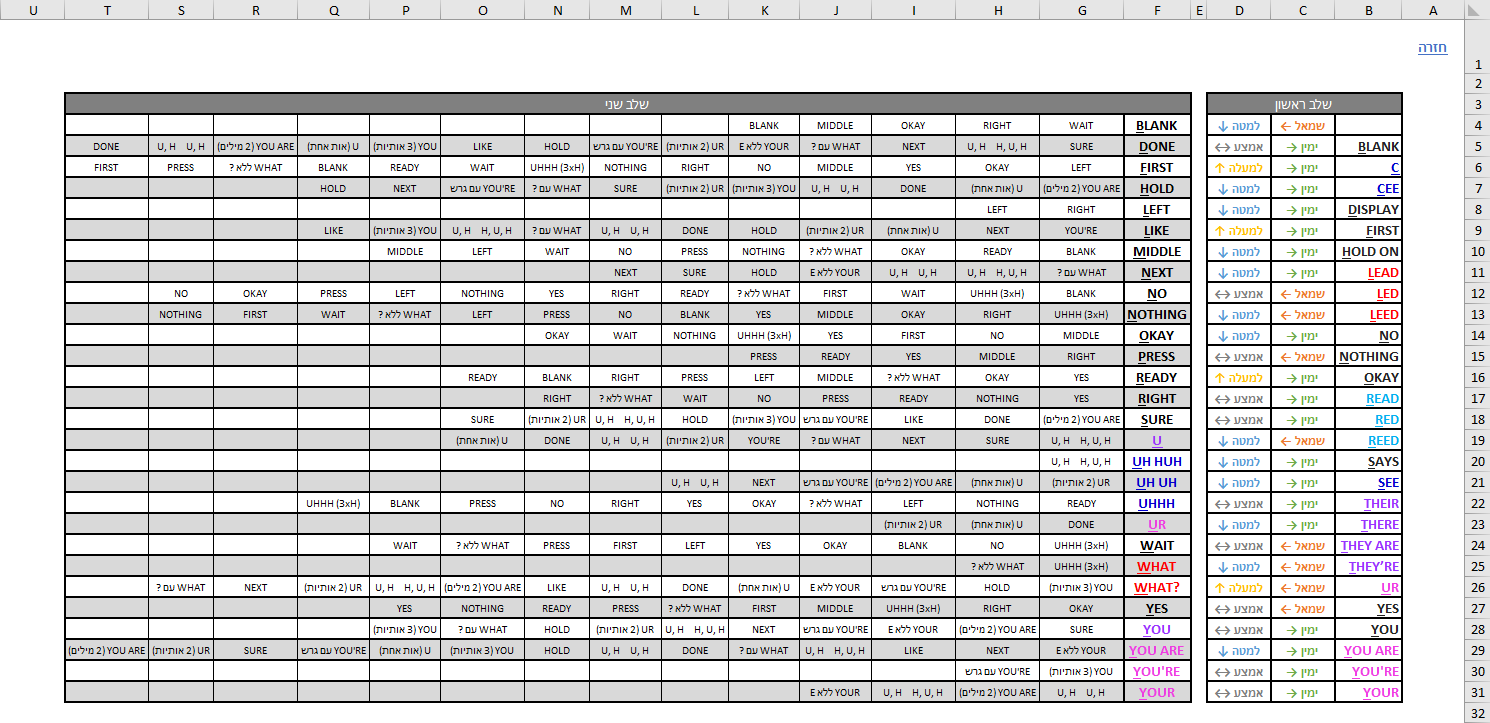 A B C D E F G H I J K L M N O P Q R S T U
1 חזרה
2
3 שלב ראשון שלב שני
4 שמאל ← למטה ↓ BLANK WAIT RIGHT OKAY MIDDLE BLANK
5 BLANK ימין → אמצע ↔ DONE SURE U, H H, U, H NEXT WHAT עם ? YOUR ללא E UR (2 אותיות) YOU'RE עם גרש HOLD LIKE YOU (3 אותיות) U (אות אחת) YOU ARE (2 מילים) U, H U, H DONE
6 C ימין → למעלה ↑ FIRST LEFT OKAY YES MIDDLE NO RIGHT NOTHING UHHH (3xH) WAIT READY BLANK WHAT ללא ? PRESS FIRST
7 CEE ימין → למטה ↓ HOLD YOU ARE (2 מילים) U (אות אחת) DONE U, H U, H YOU (3 אותיות) UR (2 אותיות) SURE WHAT עם ? YOU'RE עם גרש NEXT HOLD
8 DISPLAY ימין → למטה ↓ LEFT RIGHT LEFT
9 FIRST ימין → למעלה ↑ LIKE YOU'RE NEXT U (אות אחת) UR (2 אותיות) HOLD DONE U, H U, H WHAT עם ? U, H H, U, H YOU (3 אותיות) LIKE
10 HOLD ON ימין → למטה ↓ MIDDLE BLANK READY OKAY WHAT ללא ? NOTHING PRESS NO WAIT LEFT MIDDLE
11 LEAD ימין → למטה ↓ NEXT WHAT עם ? U, H H, U, H U, H U, H YOUR ללא E HOLD SURE NEXT
12 LED שמאל ← אמצע ↔ NO BLANK UHHH (3xH) WAIT FIRST WHAT ללא ? READY RIGHT YES NOTHING LEFT PRESS OKAY NO
13 LEED שמאל ← למטה ↓ NOTHING UHHH (3xH) RIGHT OKAY MIDDLE YES BLANK NO PRESS LEFT WHAT ללא ? WAIT FIRST NOTHING
14 NO ימין → למטה ↓ OKAY MIDDLE NO FIRST YES UHHH (3xH) NOTHING WAIT OKAY
15 NOTHING שמאל ← אמצע ↔ PRESS RIGHT MIDDLE YES READY PRESS
16 OKAY ימין → למעלה ↑ READY YES OKAY WHAT ללא ? MIDDLE LEFT PRESS RIGHT BLANK READY
17 READ ימין → אמצע ↔ RIGHT YES NOTHING READY PRESS NO WAIT WHAT ללא ? RIGHT
18 RED ימין → אמצע ↔ SURE YOU ARE (2 מילים) DONE LIKE YOU'RE עם גרש YOU (3 אותיות) HOLD U, H H, U, H UR (2 אותיות) SURE
19 REED שמאל ← למטה ↓ U U, H H, U, H SURE NEXT WHAT עם ? YOU'RE UR (2 אותיות) U, H U, H DONE U (אות אחת)
20 SAYS ימין → למטה ↓ UH HUH U, H H, U, H
21 SEE ימין → למטה ↓ UH UH UR (2 אותיות) U (אות אחת) YOU ARE (2 מילים) YOU'RE עם גרש NEXT U, H U, H
22 THEIR ימין → אמצע ↔ UHHH READY NOTHING LEFT WHAT ללא ? OKAY YES RIGHT NO PRESS BLANK UHHH (3xH)
23 THERE ימין → למטה ↓ UR DONE U (אות אחת) UR (2 אותיות)
24 THEY ARE שמאל ← אמצע ↔ WAIT UHHH (3xH) NO BLANK OKAY YES LEFT FIRST PRESS WHAT ללא ? WAIT
25 THEY’RE שמאל ← למטה ↓ WHAT UHHH (3xH) WHAT ללא ?
26 UR שמאל ← למעלה ↑ WHAT? YOU (3 אותיות) HOLD YOU'RE עם גרש YOUR ללא E U (אות אחת) DONE U, H U, H LIKE YOU ARE (2 מילים) U, H H, U, H UR (2 אותיות) NEXT WHAT עם ?
27 YES שמאל ← אמצע ↔ YES OKAY RIGHT UHHH (3xH) MIDDLE FIRST WHAT ללא ? PRESS READY NOTHING YES
28 YOU ימין → אמצע ↔ YOU SURE YOU ARE (2 מילים) YOUR ללא E YOU'RE עם גרש NEXT U, H H, U, H UR (2 אותיות) HOLD WHAT עם ? YOU (3 אותיות)
29 YOU ARE ימין → למטה ↓ YOU ARE YOUR ללא E NEXT LIKE U, H H, U, H WHAT עם ? DONE U, H U, H HOLD YOU (3 אותיות) U (אות אחת) YOU'RE עם גרש SURE UR (2 אותיות) YOU ARE (2 מילים)
30 YOU'RE ימין → אמצע ↔ YOU'RE YOU (3 אותיות) YOU'RE עם גרש
31 YOUR ימין → אמצע ↔ YOUR U, H U, H YOU ARE (2 מילים) U, H H, U, H YOUR ללא E
32